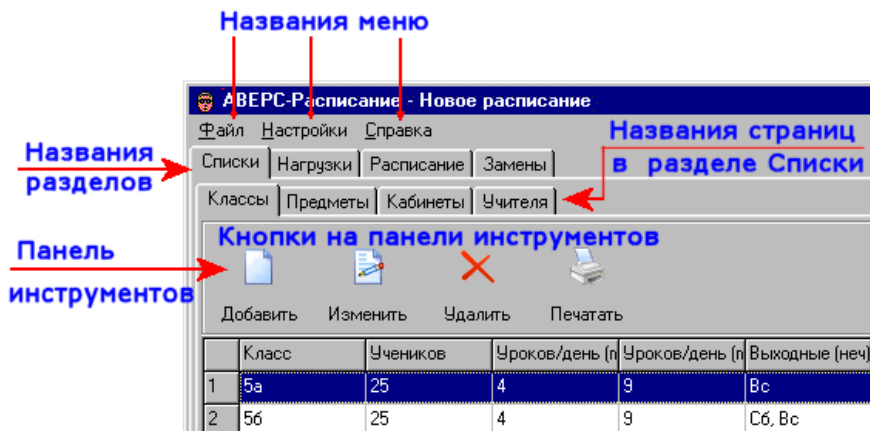 Названия меню
АВЕРС-Расписание - Новое расписание
Файл Настройки Справка
Названия разделов
Названия страниц
в разделе Списки
Списки Нагрузки Расписание Замены
Классы Предметы Кабинеты Учителя
Кнопки на панели инструментов
Панель инструментов
Добавить Изменить Удалить Печатать
Класс Учеников Уроков/день (п Уроков/день (п Выходные (неч)
1 5а 25 4 9 Вс
2 5б 25 4 9 Сб, Вс